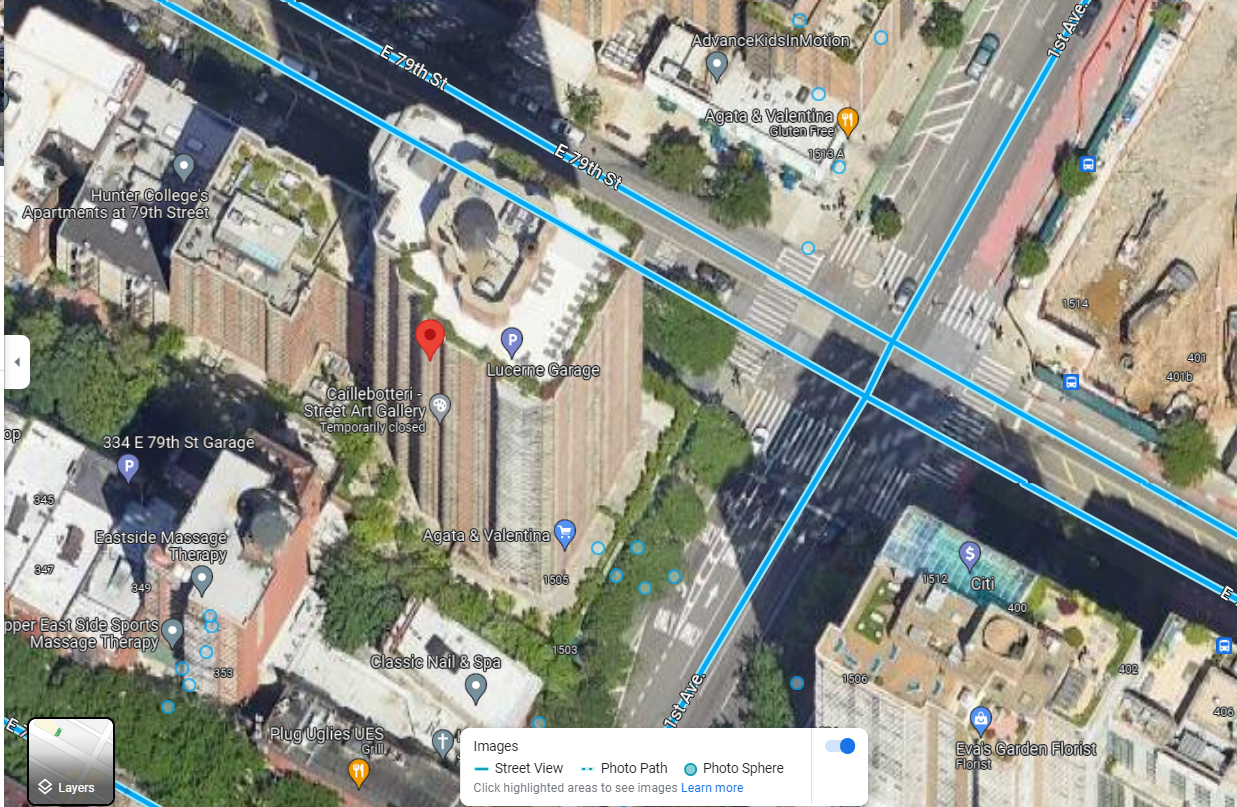 AdvanceKidsInMotion
1st Ave.
E 79th St
Agata & Valentina
Gluten Free
1513 A
E 79th St
Hunter College's
Apartments at 79th Street
1514
401
401b
P
Lucerne Garage
Caillebotteri -
Street Art Gallery
Temporarily closed
op
334 E 79th St Garage
P
345
Eastside Massage
Therapy
Agata & Valentina
$
Citi
1512
347
349
1505
400
E
pper East Side Sports
Massage Therapy
1503
402
Classic Nail & Spa
353
1506
1st Ave.
406
E 7
Plug Uglies UES
Grill
Eva's Garden Florist
Florist
Images
Street View
Photo Path
Photo Sphere
Click highlighted areas to see images Learn more
Layers